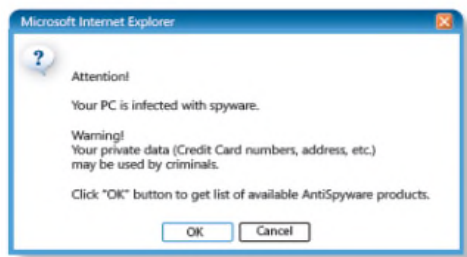 Microsoft Internet Explorer
?
Attention!
Your PC is infected with spyware.
Warning!
Your private data (Credit Card numbers, address, etc.)
may be used by criminals.
Click "OK" button to get list of available AntiSpyware products.
OK Cancel